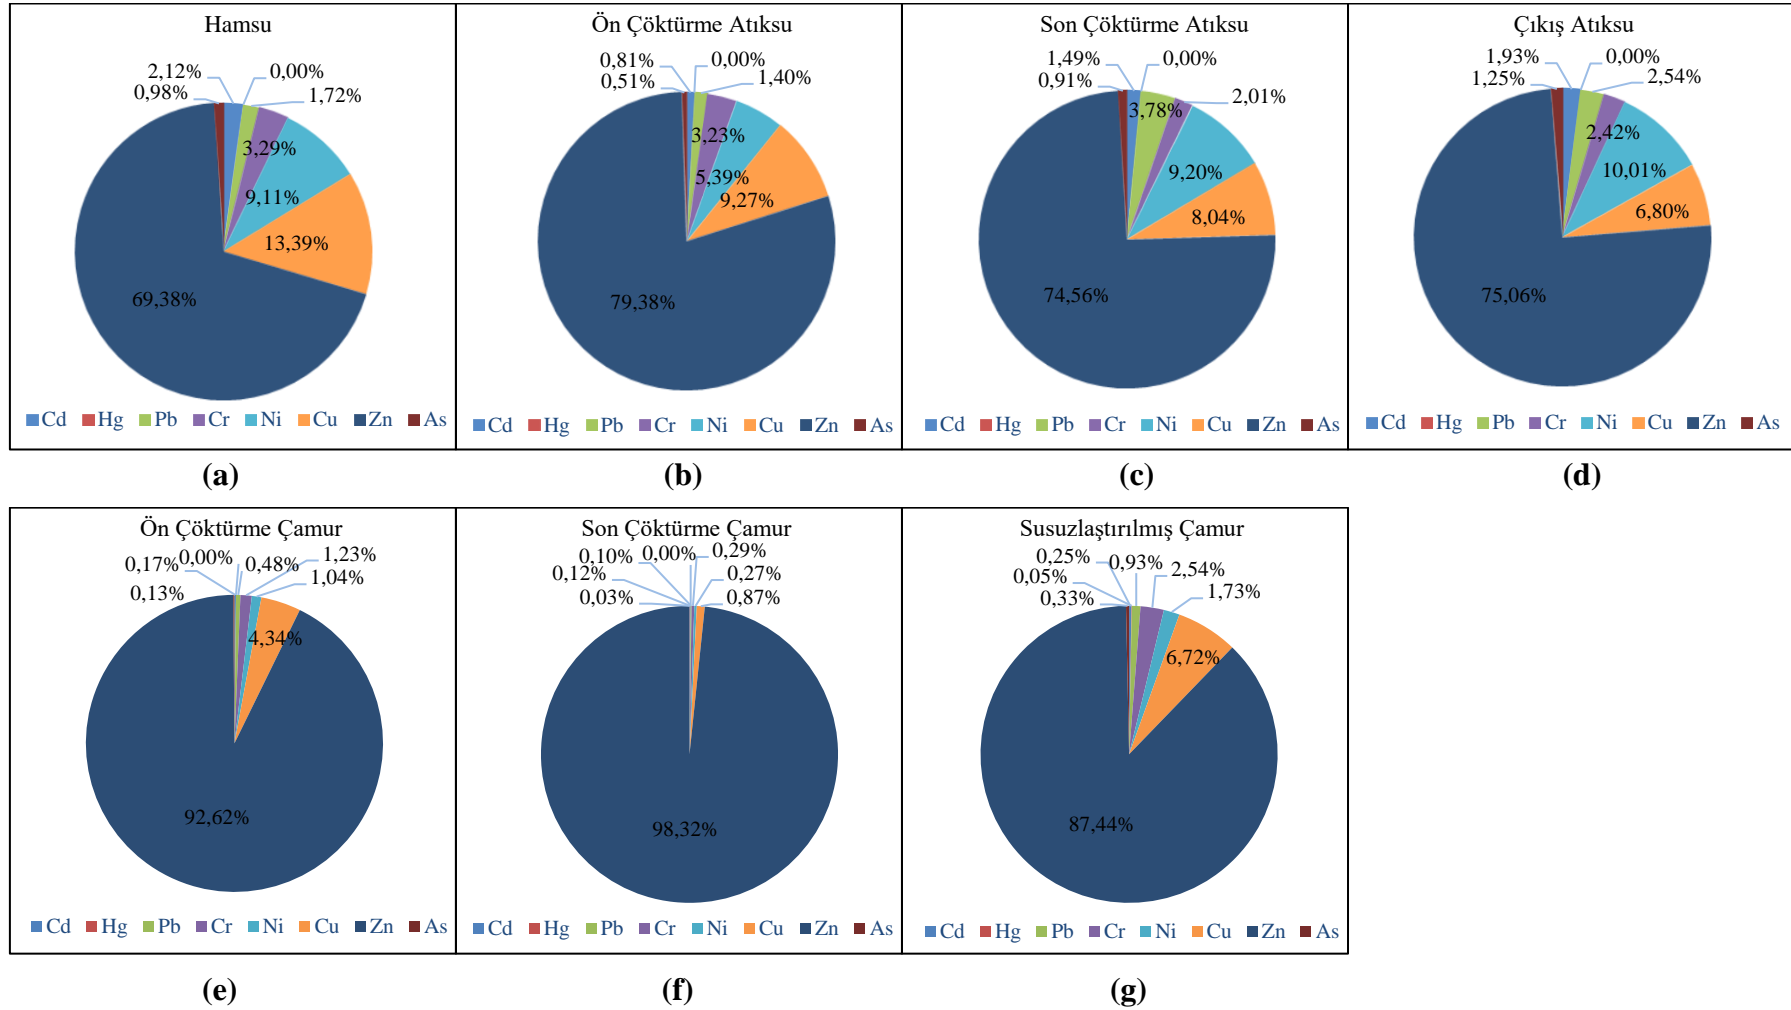 Hamsu
2,12%
0,00%
0,98%
1,72%
3,29%
9,11%
13,39%
69,38%
Cd Hg Pb Cr Ni Cu Zn As
(a)
Ön Çöktürme Atıksu
0,81%
0,00%
0,51%
1,40%
3,23%
5,39%
9,27%
79,38%
Cd Hg Pb Cr Ni Cu Zn As
(b)
Son Çöktürme Atıksu
1,49%
0,00%
0,91%
2,01%
3,78%
9,20%
8,04%
74,56%
Cd Hg Pb Cr Ni Cu Zn As
(c)
Çıkış Atıksu
1,93%
0,00%
1,25%
2,54%
2,42%
10,01%
6,80%
75,06%
Cd Hg Pb Cr Ni Cu Zn As
(d)
Ön Çöktürme Çamur
0,17%
0,00%
0,48%
1,23%
0,13%
1,04%
4,34%
92,62%
Cd Hg Pb Cr Ni Cu Zn As
(e)
Son Çöktürme Çamur
0,10%
0,00%
0,29%
0,12%
0,27%
0,03%
0,87%
98,32%
Cd Hg Pb Cr Ni Cu Zn As
(f)
Susuzlaştırılmış Çamur
0,25%
0,93%
2,54%
0,05%
1,73%
0,33%
6,72%
87,44%
Cd Hg Pb Cr Ni Cu Zn As
(g)